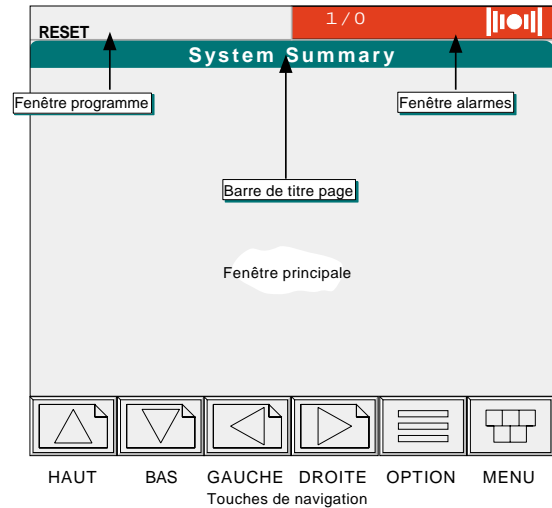 1/0
RESET
System Summary
Fenêtre programme
Fenêtre alarmes
Barre de titre page
Fenêtre principale
HAUT BAS GAUCHE DROITE OPTION MENU
Touches de navigation